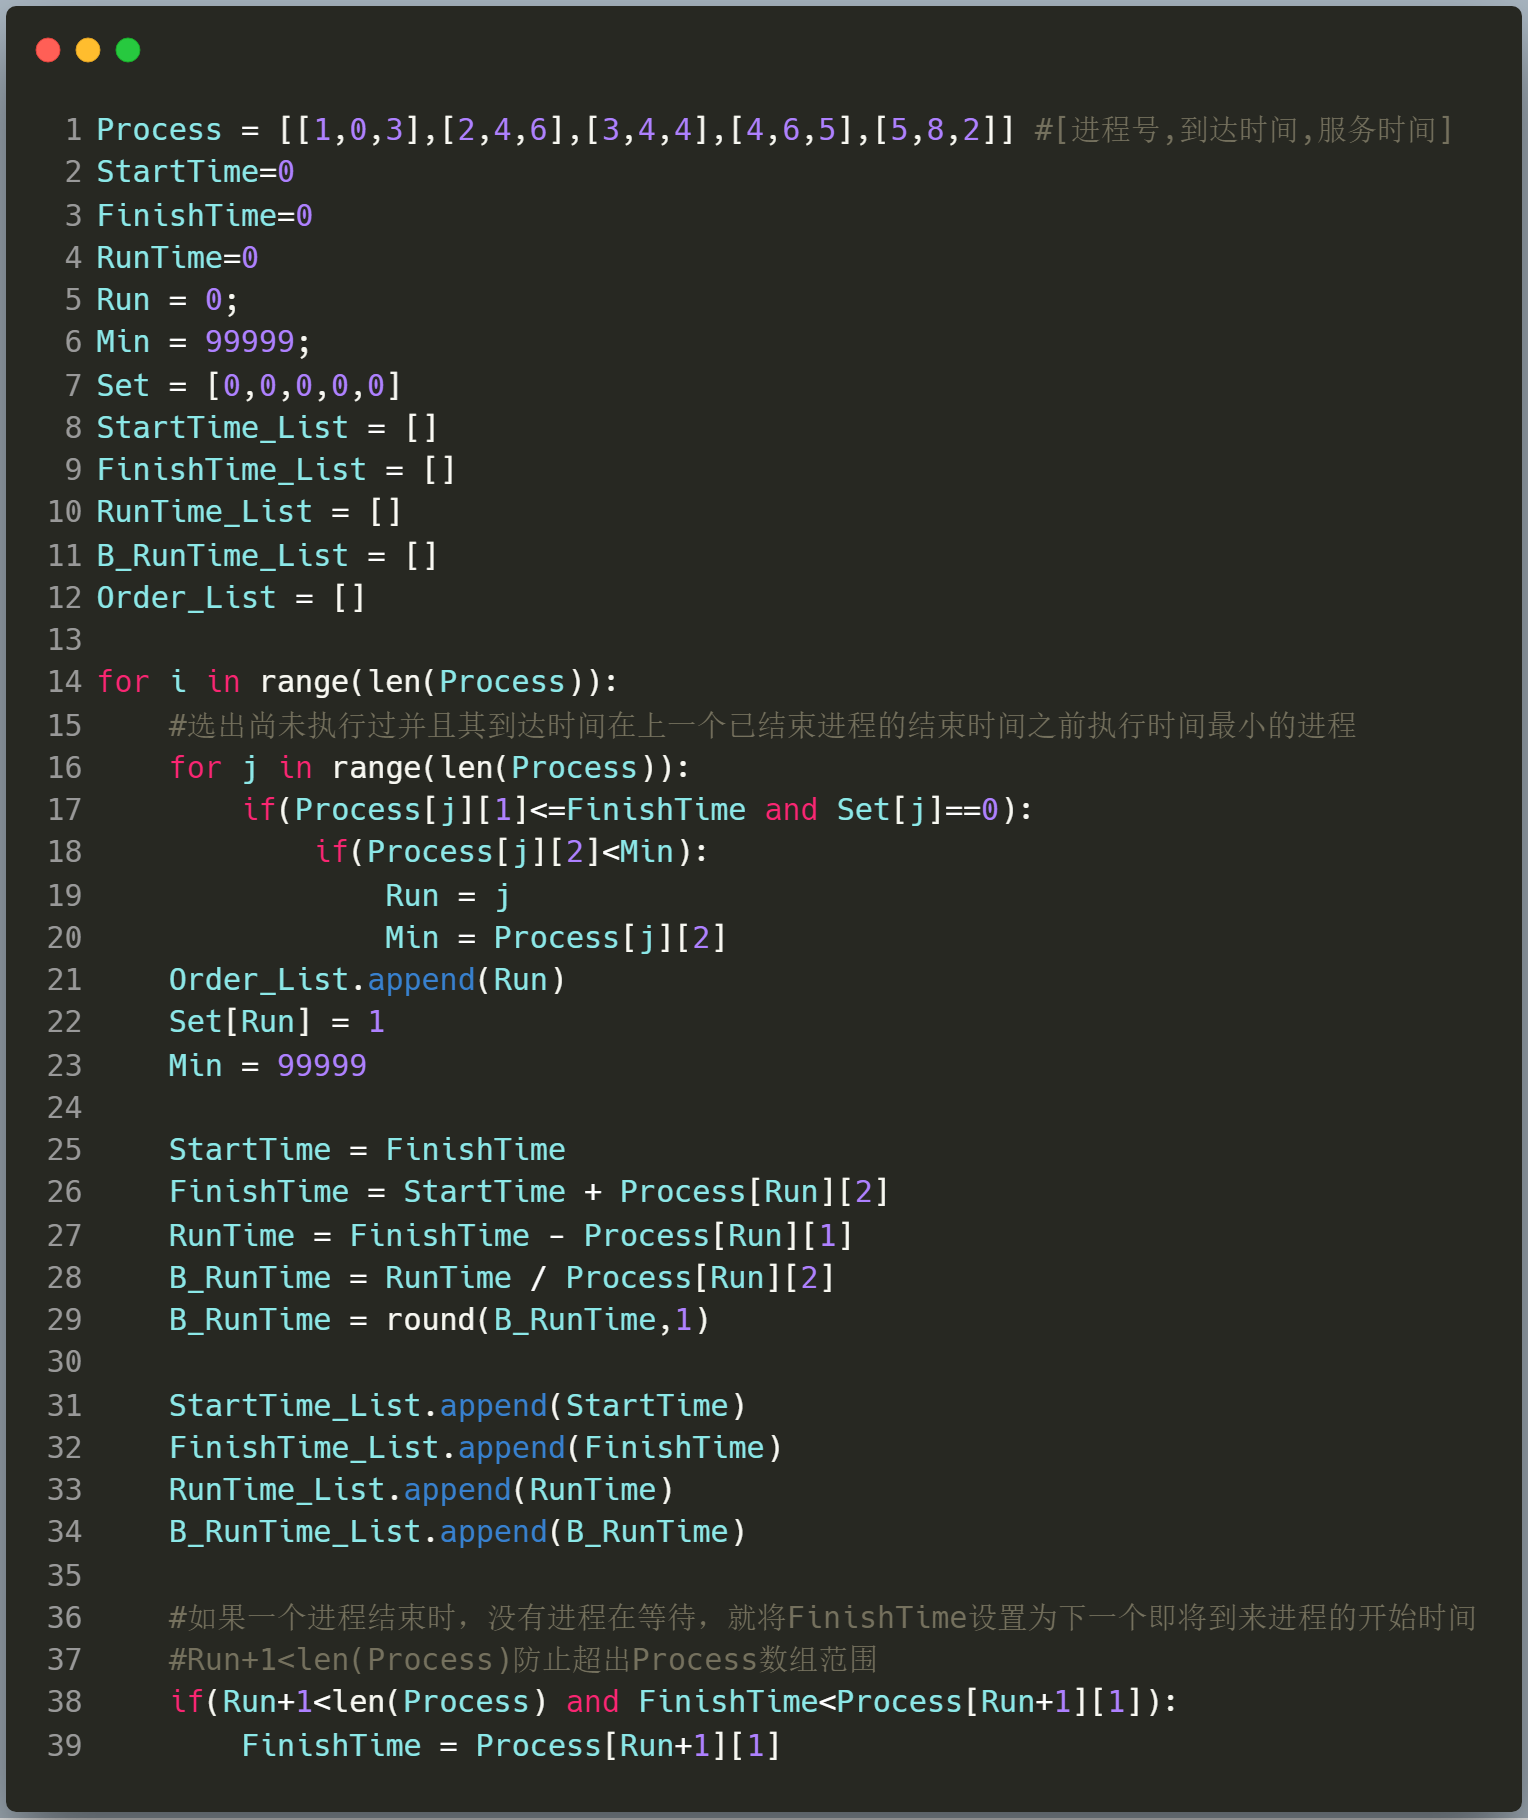 1 Process = [[1,0,3],[2,4,6],[3,4,4],[4,6,5],[5,8,2]] #[进程号,到达时间,服务时间]
2 StartTime=0
3 FinishTime=0
4 RunTime=0
5 Run = 0;
6 Min = 99999;
7 Set = [0,0,0,0,0]
8 StartTime_List = []
9 FinishTime_List = []
10 RunTime_List = []
11 B_RunTime_List = []
12 Order_List = []
13
14 for i in range(len(Process)):
15     #选出尚未执行过并且其到达时间在上一个已结束进程的结束时间之前执行时间最小的进程
16     for j in range(len(Process)):
17         if(Process[j][1]<=FinishTime and Set[j]==0):
18             if(Process[j][2]<Min):
19                 Run = j
20                 Min = Process[j][2]
21     Order_List.append(Run)
22     Set[Run] = 1
23     Min = 99999
24
25     StartTime = FinishTime
26     FinishTime = StartTime + Process[Run][2]
27     RunTime = FinishTime - Process[Run][1]
28     B_RunTime = RunTime / Process[Run][2]
29     B_RunTime = round(B_RunTime,1)
30
31     StartTime_List.append(StartTime)
32     FinishTime_List.append(FinishTime)
33     RunTime_List.append(RunTime)
34     B_RunTime_List.append(B_RunTime)
35
36     #如果一个进程结束时，没有进程在等待，就将FinishTime设置为下一个即将到来进程的开始时间
37     #Run+1<len(Process)防止超出Process数组范围
38     if(Run+1<len(Process) and FinishTime<Process[Run+1][1]):
39         FinishTime = Process[Run+1][1]